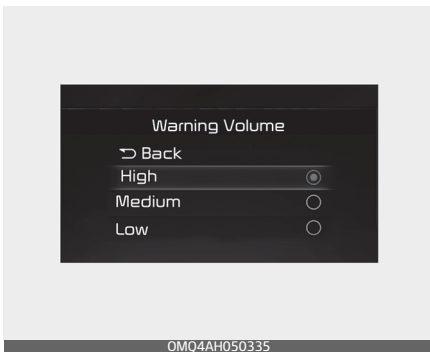 Warning Volume
Back
High
Medium
Low
OMQ4AH050335